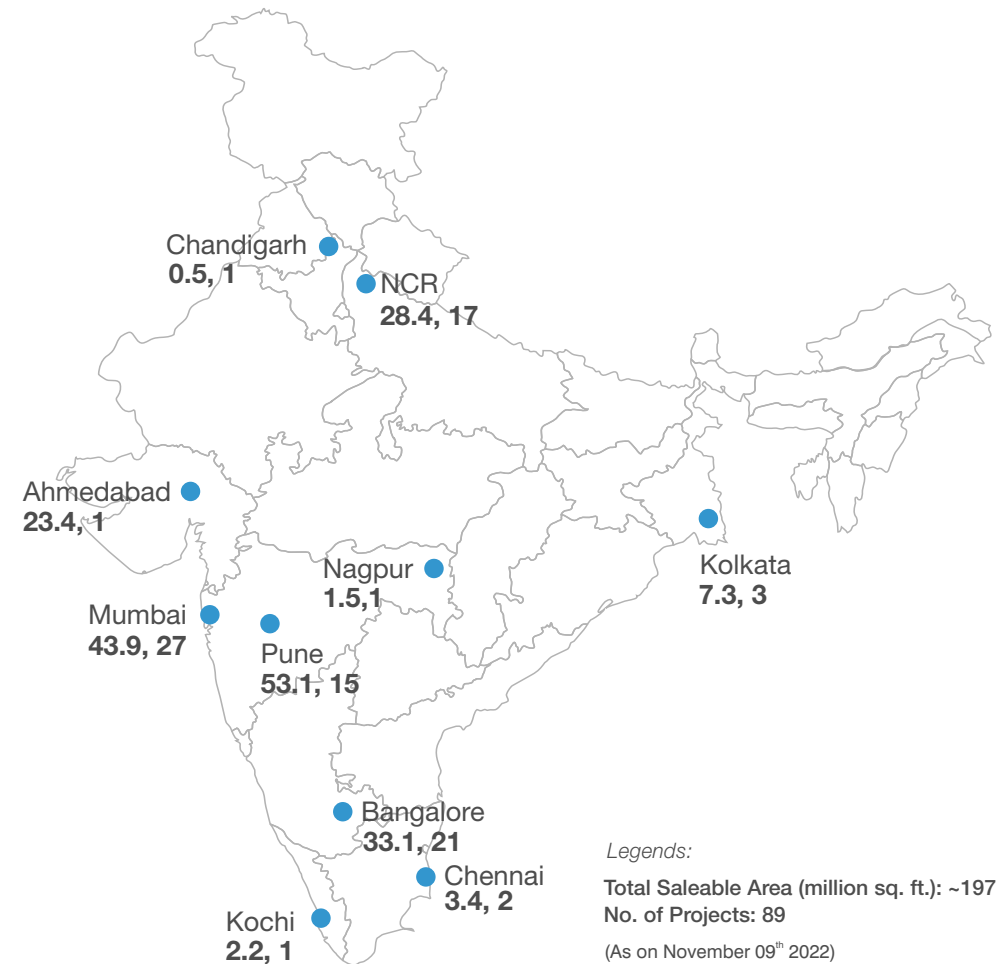 Chandigarh
0.5, 1
NCR
28.4, 17
Ahmedabad
23.4, 1
Nagpur
1.5,1
Kolkata
7.3, 3
Mumbai
43.9, 27
Pune
53.1, 15
Bangalore
33.1, 21
Chennai
3.4, 2
Kochi
2.2, 1
Legends:
Total Saleable Area (million sq. ft.): ~197
No. of Projects: 89
(As on November 09th 2022)